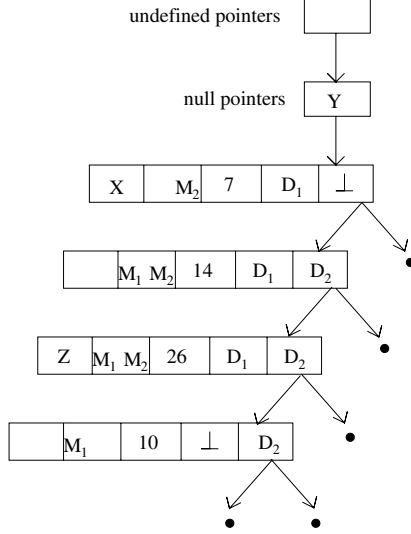 undefined pointers
null pointers Y
X M₂ 7 D₁ ⊥
M₁ M₂ 14 D₁ D₂
Z M₁ M₂ 26 D₁ D₂
M₁ 10 ⊥ D₂